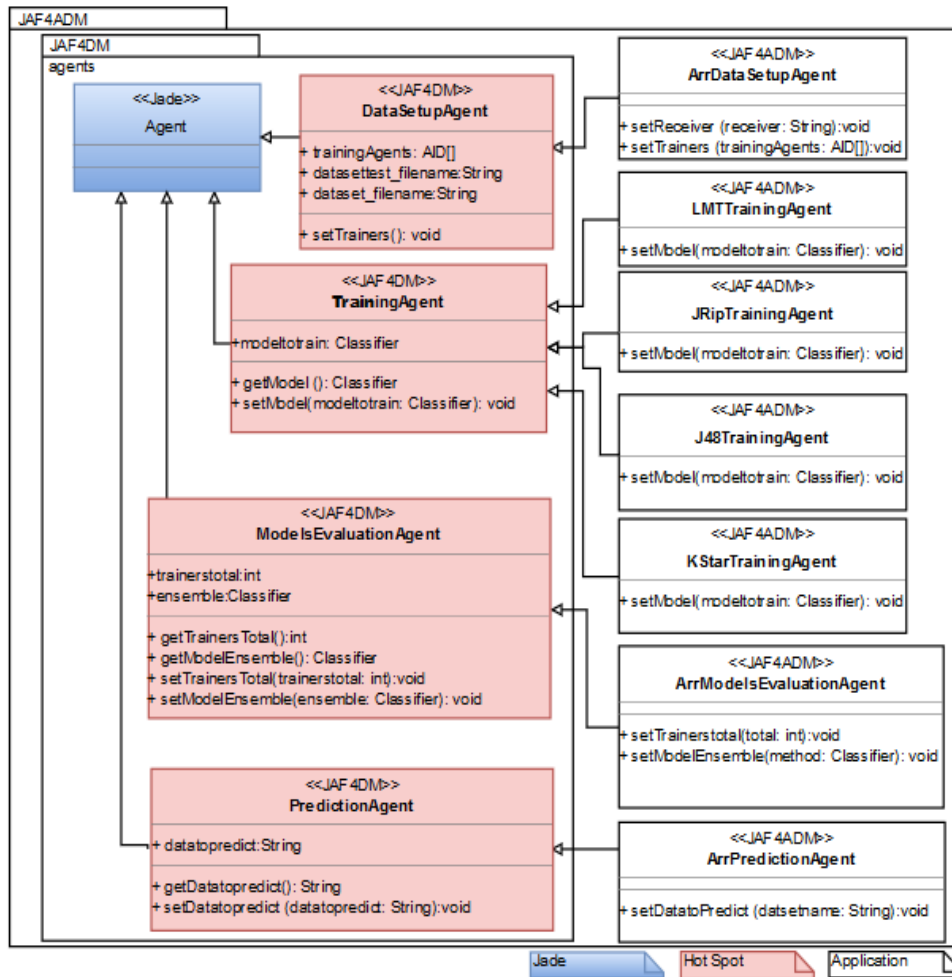 JAF4ADM
JAF4DM
agents
<<Jade>>
Agent
<<JAF4DM>>
DataSetupAgent
+ trainingAgents: AID[]
+ datasettest_filename:String
+ dataset_filename:String
+ setTrainers(): void
<<JAF4DM>>
TrainingAgent
+modeltotrain: Classifier
+ getModel (): Classifier
+ setModel(modeltotrain: Classifier): void
<<JAF4DM>>
ModelsEvaluationAgent
+trainerstotal:int
+ensemble:Classifier
+ getTrainersTotal():int
+ getModelEnsemble(): Classifier
+ setTrainersTotal(trainerstotal: int):void
+ setModelEnsemble(ensemble: Classifier): void
<<JAF4DM>>
PredictionAgent
+ datatopredict:String
+ getDatatopredict(): String
+ setDatatopredict (datatopredict: String):void
<<JAF4ADM>>
ArrDataSetupAgent
+ setReceiver (receiver: String):void
+ setTrainers (trainingAgents: AID[]):void
<<JAF4ADM>>
LMTTrainingAgent
+ setModel(modeltotrain: Classifier): void
<<JAF4ADM>>
JRipTrainingAgent
+ setModel(modeltotrain: Classifier): void
<<JAF4ADM>>
J48TrainingAgent
+ setModel(modeltotrain: Classifier): void
<<JAF4ADM>>
KStarTrainingAgent
+ setModel(modeltotrain: Classifier): void
<<JAF4ADM>>
ArrModelsEvaluationAgent
+ setTrainerstotal(total: int):void
+ setModelEnsemble(method: Classifier): void
<<JAF4ADM>>
ArrPredictionAgent
+ setDatatoPredict (datsetname: String):void
Jade
Hot Spot
Application